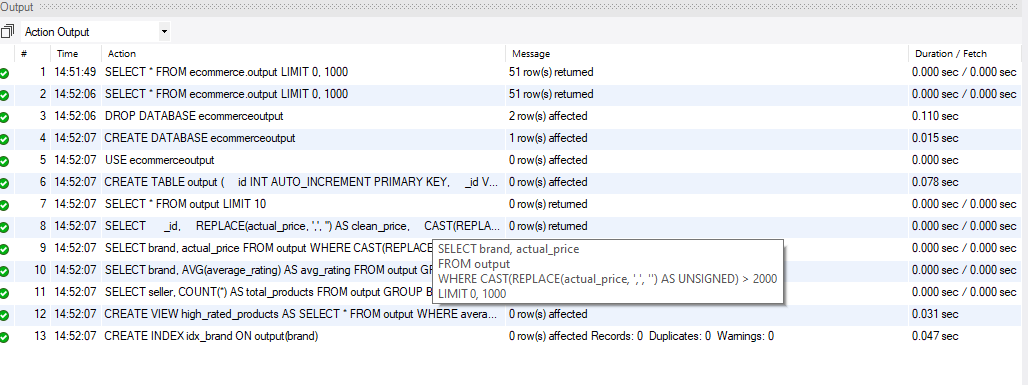 Output
Action Output
# Time Action Message Duration / Fetch
1 14:51:49 SELECT * FROM ecommerce.output LIMIT 0, 1000 51 row(s) returned 0.000 sec / 0.000 sec
2 14:52:06 SELECT * FROM ecommerce.output LIMIT 0, 1000 51 row(s) returned 0.000 sec / 0.000 sec
3 14:52:06 DROP DATABASE ecommerceoutput 2 row(s) affected 0.110 sec
4 14:52:07 CREATE DATABASE ecommerceoutput 1 row(s) affected 0.015 sec
5 14:52:07 USE ecommerceoutput 0 row(s) affected 0.000 sec
6 14:52:07 CREATE TABLE output ( id INT AUTO_INCREMENT PRIMARY KEY, _id V... 0 row(s) affected 0.078 sec
7 14:52:07 SELECT * FROM output LIMIT 10 0 row(s) returned 0.000 sec / 0.000 sec
8 14:52:07 SELECT _id, REPLACE(actual_price, ',', '') AS clean_price, CAST(REPLA... 0 row(s) returned 0.000 sec / 0.000 sec
9 14:52:07 SELECT brand, actual_price FROM output WHERE CAST(REPLACE 0.000 sec / 0.000 sec
10 14:52:07 SELECT brand, AVG(average_rating) AS avg_rating FROM output GR 0.000 sec / 0.000 sec
11 14:52:07 SELECT seller, COUNT(*) AS total_products FROM output GROUP B 0.000 sec / 0.000 sec
SELECT brand, actual_price
FROM output
WHERE CAST(REPLACE(actual_price, ',', '') AS UNSIGNED) > 2000
LIMIT 0, 1000
12 14:52:07 CREATE VIEW high_rated_products AS SELECT * FROM output WHERE avera... 0 row(s) affected 0.031 sec
13 14:52:07 CREATE INDEX idx_brand ON output(brand) 0 row(s) affected Records: 0 Duplicates: 0 Warnings: 0 0.047 sec